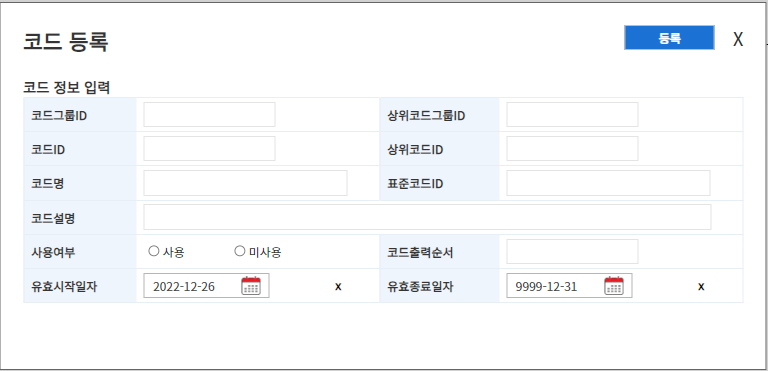 코드 등록
등록 X
코드 정보 입력
코드그룹ID 상위코드그룹ID
코드ID 상위코드ID
코드명 표준코드ID
코드설명
사용여부 사용 미사용 코드출력순서
유효시작일자 2022-12-26 x 유효종료일자 9999-12-31 x